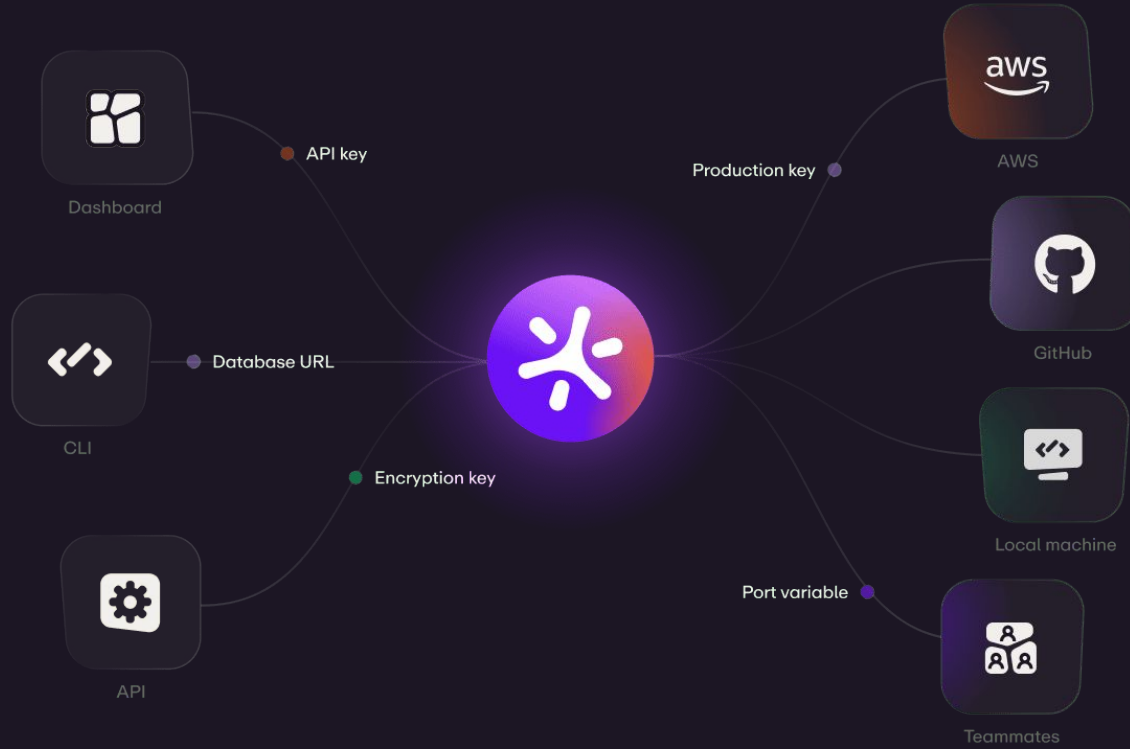 aws
AWS
Dashboard
API key
Production key
GitHub
CLI
Database URL
Encryption key
Local machine
API
Port variable
Teammates